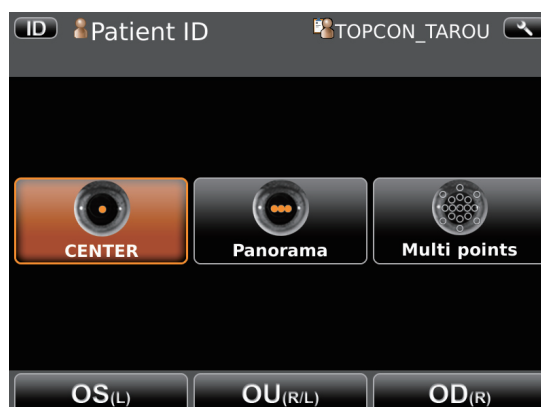 ID Patient ID TOPCON_TAROU
CENTER Panorama Multi points
OS(L) OU(R/L) OD(R)